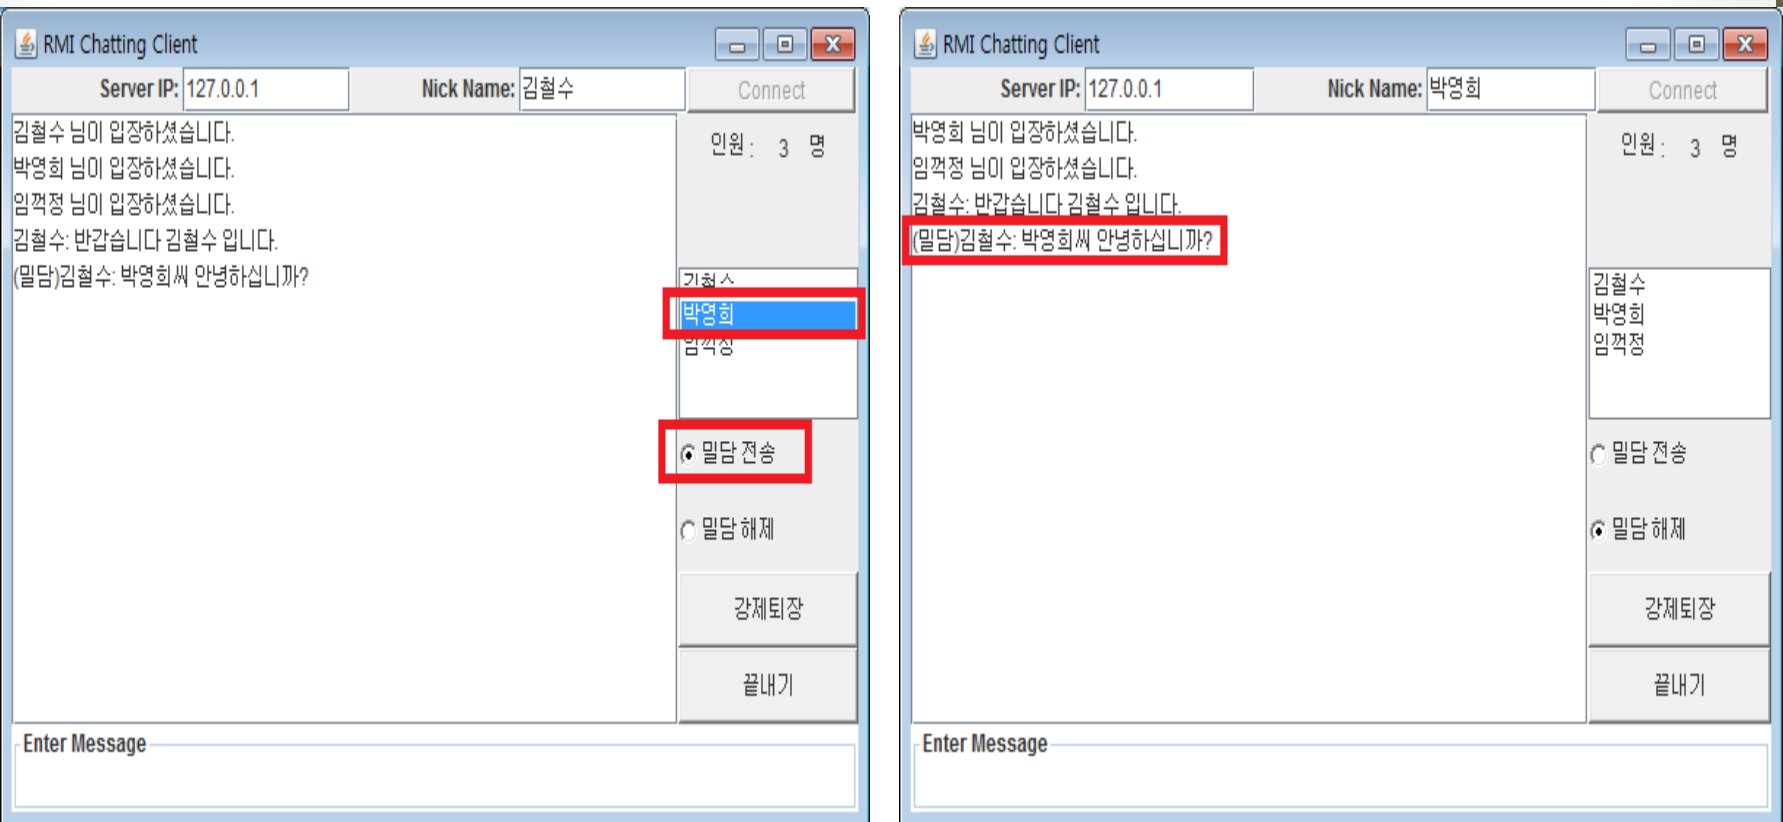 RMI Chatting Client
Server IP: 127.0.0.1 Nick Name: 김철수 Connect
김철수 님이 입장하셨습니다.
박영희 님이 입장하셨습니다.
임꺽정 님이 입장하셨습니다.
김철수: 반갑습니다 김철수 입니다.
(밀담)김철수: 박영희씨 안녕하십니까?
인원 : 3 명
김철수
박영희
임꺽정
밀담 전송
밀담 해제
강제퇴장
끝내기
Enter Message
RMI Chatting Client
Server IP: 127.0.0.1 Nick Name: 박영희 Connect
박영희 님이 입장하셨습니다.
임꺽정 님이 입장하셨습니다.
김철수: 반갑습니다 김철수 입니다.
(밀담)김철수: 박영희씨 안녕하십니까?
인원 : 3 명
김철수
박영희
임꺽정
밀담 전송
밀담 해제
강제퇴장
끝내기
Enter Message